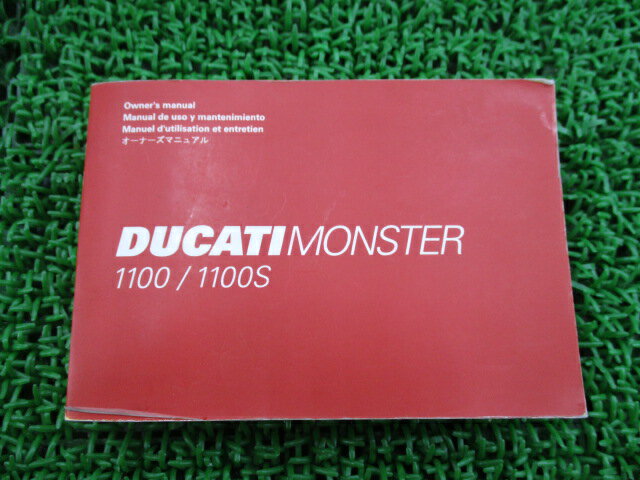 Owner's manual
Manual de uso y mantenimiento
Manuel d'utilisation et entretien
オーナーズマニュアル
DUCATI MONSTER
1100 / 1100S